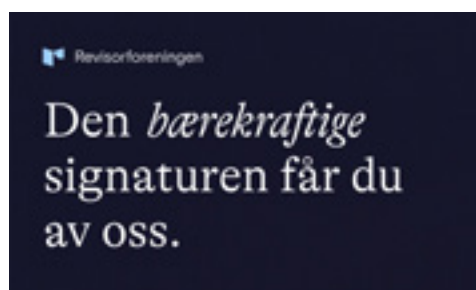 Revisorforeningen
Den bærekraftige
signaturen får du
av oss.